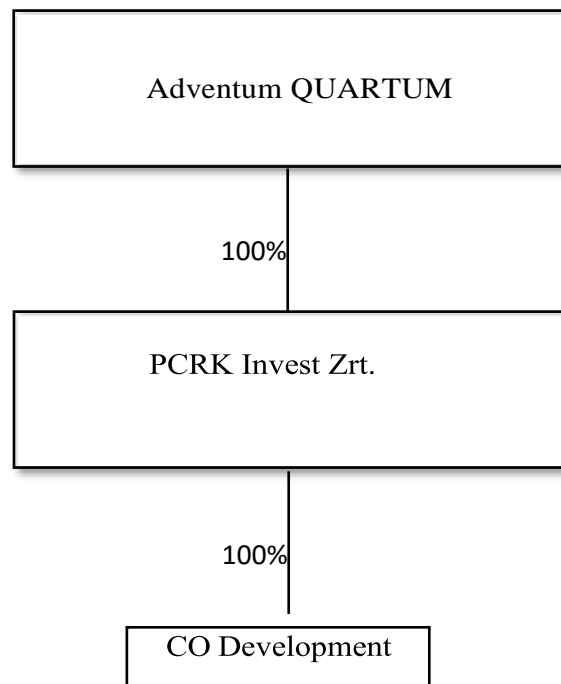 Adventum QUARTUM
100%
PCRK Invest Zrt.
100%
CO Development